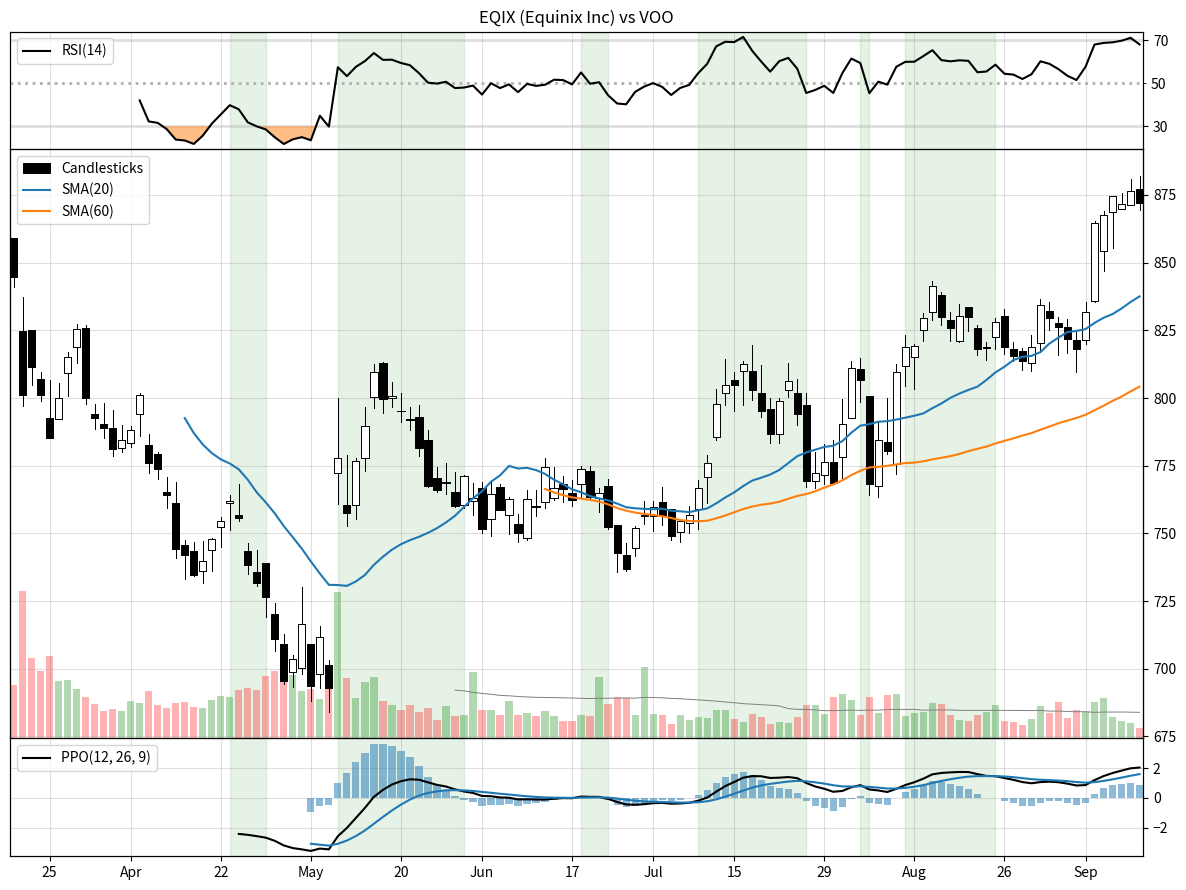 EQIX (Equinix Inc) vs VOO
RSI(14)
70
50
30
Candlesticks
SMA(20)
SMA(60)
875
850
825
800
775
750
725
700
675
PPO(12, 26, 9)
2
0
−2
25 Apr 22 May 20 Jun 17 Jul 15 29 Aug 26 Sep